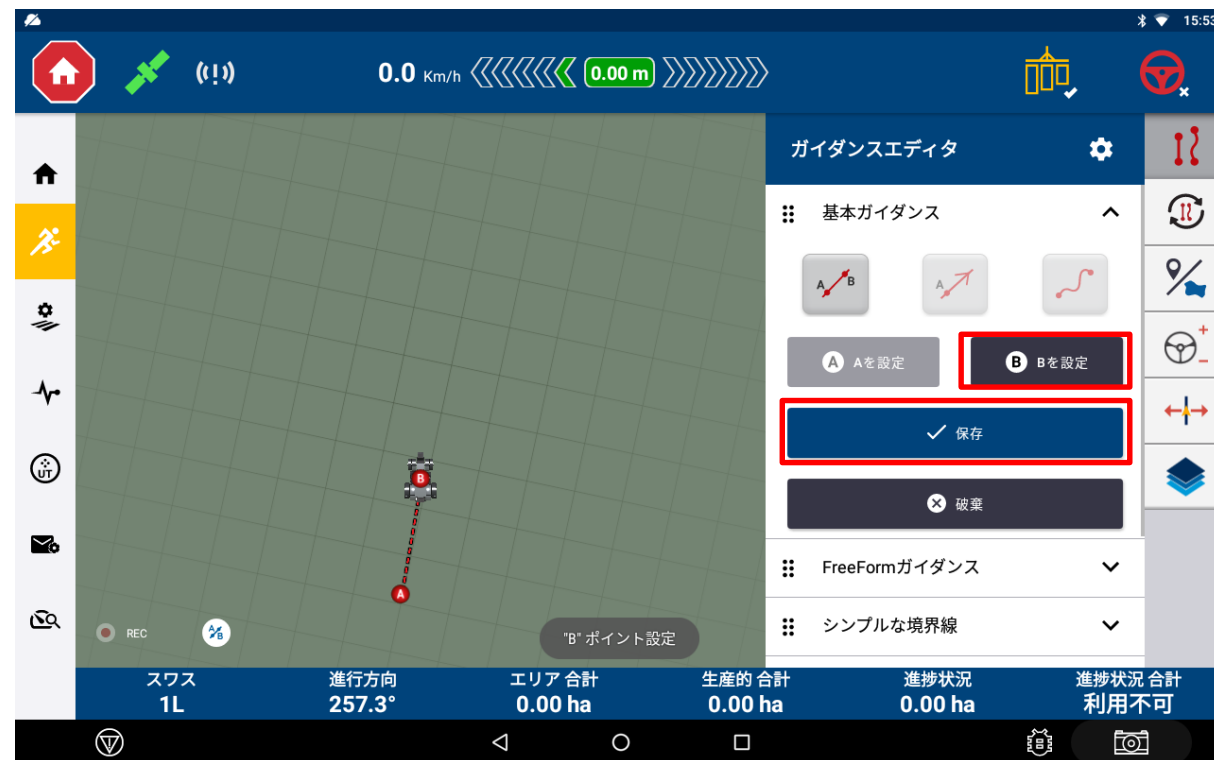 15:53
0.0 Km/h
0.00 m
ガイダンスエディタ
基本ガイダンス
A B
A
Aを設定
B Bを設定
保存
破棄
FreeFormガイダンス
シンプルな境界線
UT
B
A
REC
A B
"B" ポイント設定
スワス
1L
進行方向
257.3°
エリア 合計
0.00 ha
生産的 合計
0.00 ha
進捗状況
0.00 ha
進捗状況 合計
利用不可